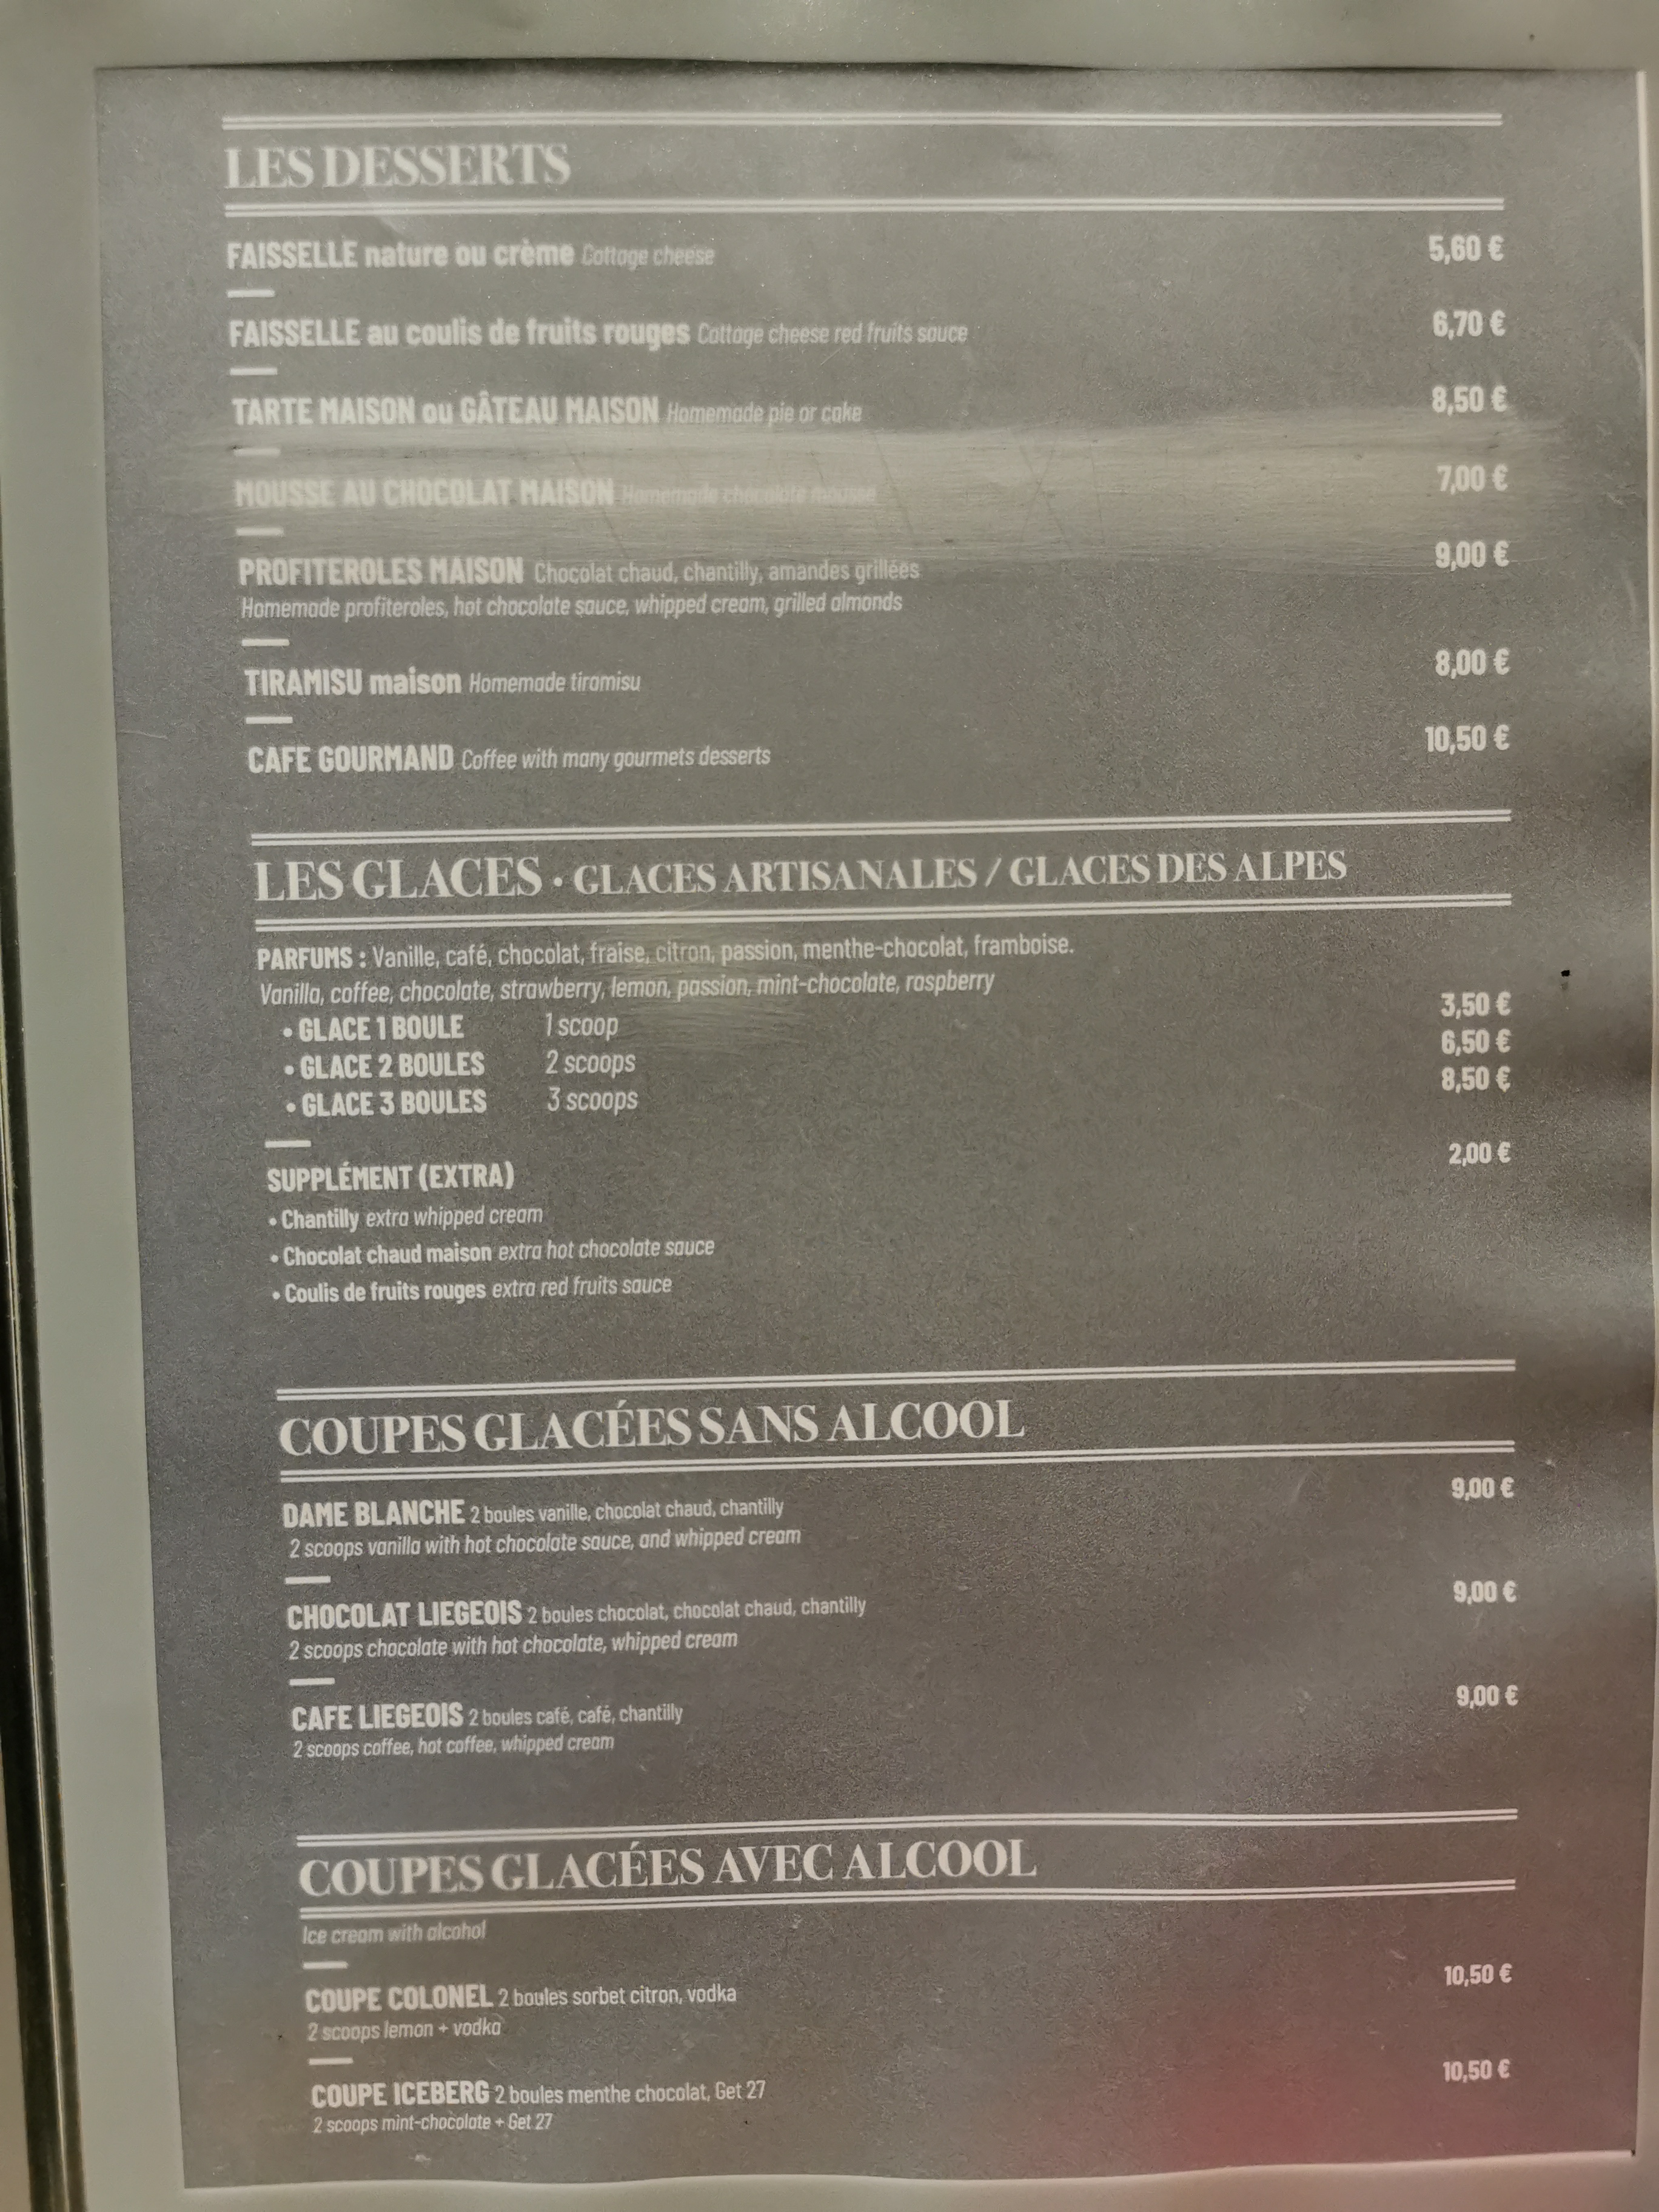 LES DESSERTS
FAISSELLE nature ou crème Cottage cheese 5,60 €
FAISSELLE au coulis de fruits rouges Cottage cheese red fruits sauce 6,70 €
TARTE MAISON ou GÂTEAU MAISON Homemade pie or cake 8,50 €
MOUSSE AU CHOCOLAT MAISON Homemade chocolate mousse 7,00 €
PROFITEROLES MAISON Chocolat chaud, chantilly, amandes grillées 9,00 €
Homemade profiteroles, hot chocolate sauce, whipped cream, grilled almonds
TIRAMISU maison Homemade tiramisu 8,00 €
CAFE GOURMAND Coffee with many gourmets desserts 10,50 €
LES GLACES • GLACES ARTISANALES / GLACES DES ALPES
PARFUMS : Vanille, café, chocolat, fraise, citron, passion, menthe-chocolat, framboise.
Vanilla, coffee, chocolate, strawberry, lemon, passion, mint-chocolate, raspberry
• GLACE 1 BOULE 1 scoop 3,50 €
• GLACE 2 BOULES 2 scoops 6,50 €
• GLACE 3 BOULES 3 scoops 8,50 €
SUPPLÉMENT (EXTRA) 2,00 €
• Chantilly extra whipped cream
• Chocolat chaud maison extra hot chocolate sauce
• Coulis de fruits rouges extra red fruits sauce
COUPES GLACÉES SANS ALCOOL
DAME BLANCHE 2 boules vanille, chocolat chaud, chantilly 9,00 €
2 scoops vanilla with hot chocolate sauce, and whipped cream
CHOCOLAT LIEGEOIS 2 boules chocolat, chocolat chaud, chantilly 9,00 €
2 scoops chocolate with hot chocolate, whipped cream
CAFE LIEGEOIS 2 boules café, café, chantilly 9,00 €
2 scoops coffee, hot coffee, whipped cream
COUPES GLACÉES AVEC ALCOOL
Ice cream with alcohol
COUPE COLONEL 2 boules sorbet citron, vodka 10,50 €
2 scoops lemon + vodka
COUPE ICEBERG 2 boules menthe chocolat, Get 27 10,50 €
2 scoops mint-chocolate + Get 27